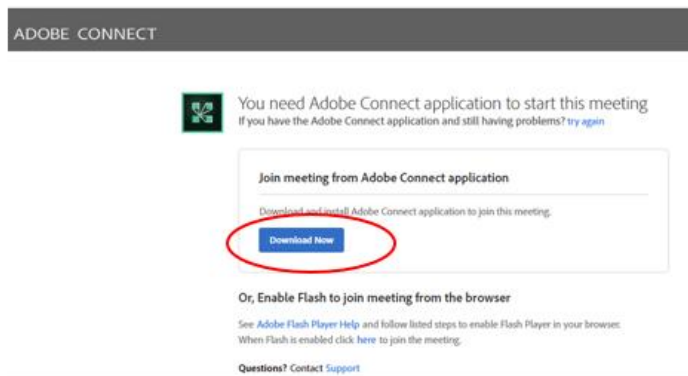 ADOBE CONNECT
You need Adobe Connect application to start this meeting
If you have the Adobe Connect application and still having problems? try again
Join meeting from Adobe Connect application
Download and install Adobe Connect application to join this meeting.
Download Now
Or, Enable Flash to join meeting from the browser
See Adobe Flash Player Help and follow listed steps to enable Flash Player in your browser.
When Flash is enabled click here to join the meeting.
Questions? Contact Support